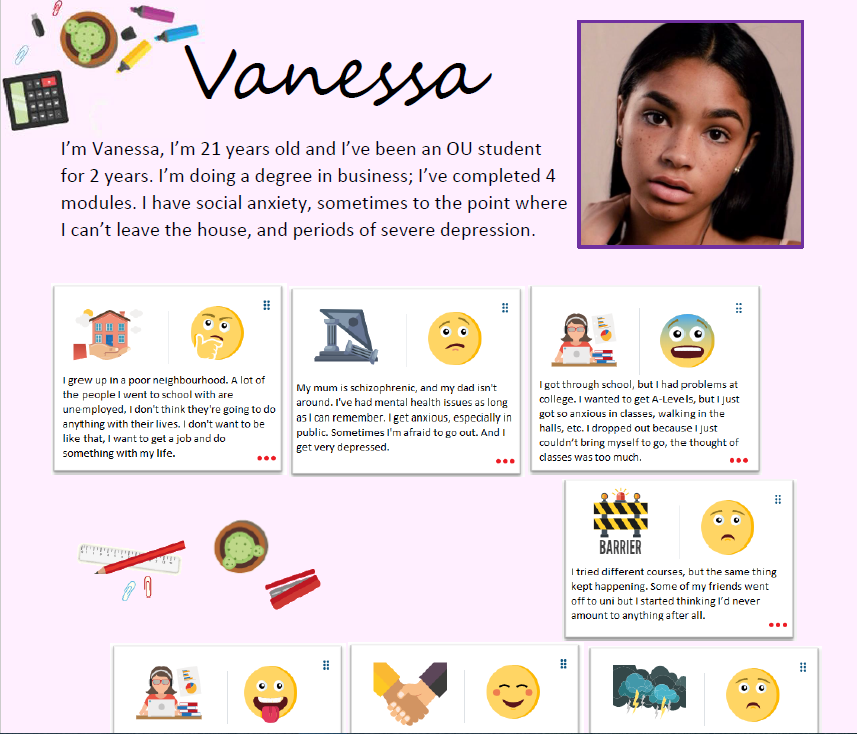 Vanessa
I'm Vanessa, I'm 21 years old and I've been an OU student
for 2 years. I'm doing a degree in business; I've completed 4
modules. I have social anxiety, sometimes to the point where
I can't leave the house, and periods of severe depression.
I grew up in a poor neighbourhood. A lot of
the people I went to school with are
unemployed, I don't think they're going to do
anything with their lives. I don't want to be
like that, I want to get a job and do
something with my life.
My mum is schizophrenic, and my dad isn't
around. I've had mental health issues as long
as I can remember. I get anxious, especially in
public. Sometimes I'm afraid to go out. And I
get very depressed.
I got through school, but I had problems at
college. I wanted to get A-Levels, but I just
got so anxious in classes, walking in the
halls, etc. I dropped out because I just
couldn't bring myself to go, the thought of
classes was too much.
BARRIER
I tried different courses, but the same thing
kept happening. Some of my friends went
off to uni but I started thinking I'd never
amount to anything after all.